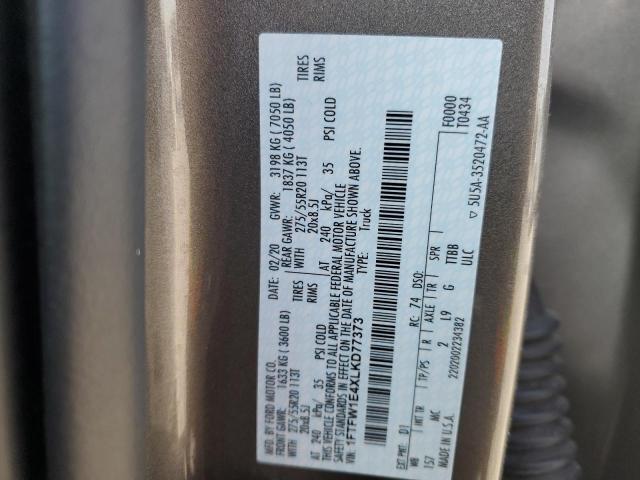 MFD. BY FORD MOTOR CO.
DATE: 02/20 GVWR: 3198 KG ( 7050 LB)
FRONT GAWR: 1633 KG ( 3600 LB) REAR GAWR: 1837 KG ( 4050 LB)
WITH 275/55R20 113T TIRES WITH 275/55R20 113T TIRES
20x8.5J RIMS 20x8.5J RIMS
AT 240 kPa/ 35 PSI COLD AT 240 kPa/ 35 PSI COLD
THIS VEHICLE CONFORMS TO ALL APPLICABLE FEDERAL MOTOR VEHICLE
SAFETY STANDARDS IN EFFECT ON THE DATE OF MANUFACTURE SHOWN ABOVE.
VIN: 1FTFW1E4XLKD77373 TYPE: Truck
EXT PNT: D1 RC: 74 DSO: F0000
T0434
WB INT TR TP/PS R AXLE TR SPR
157 MC 2 L9 G TTBB
ULC
MADE IN U.S.A. 2202002234382 5U5A-3520472-AA